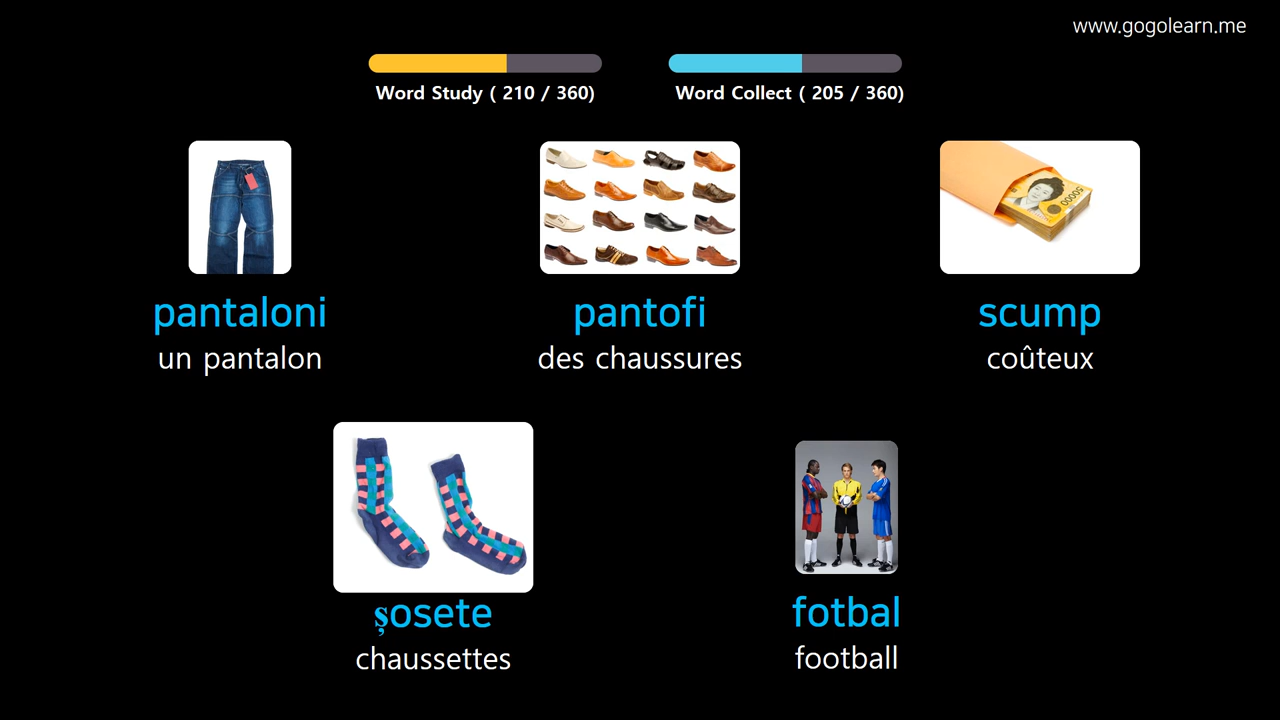 www.gogolearn.me
Word Study ( 210 / 360)
Word Collect ( 205 / 360)
50000
pantaloni
un pantalon
pantofi
des chaussures
scump
coûteux
șosete
chaussettes
fotbal
football